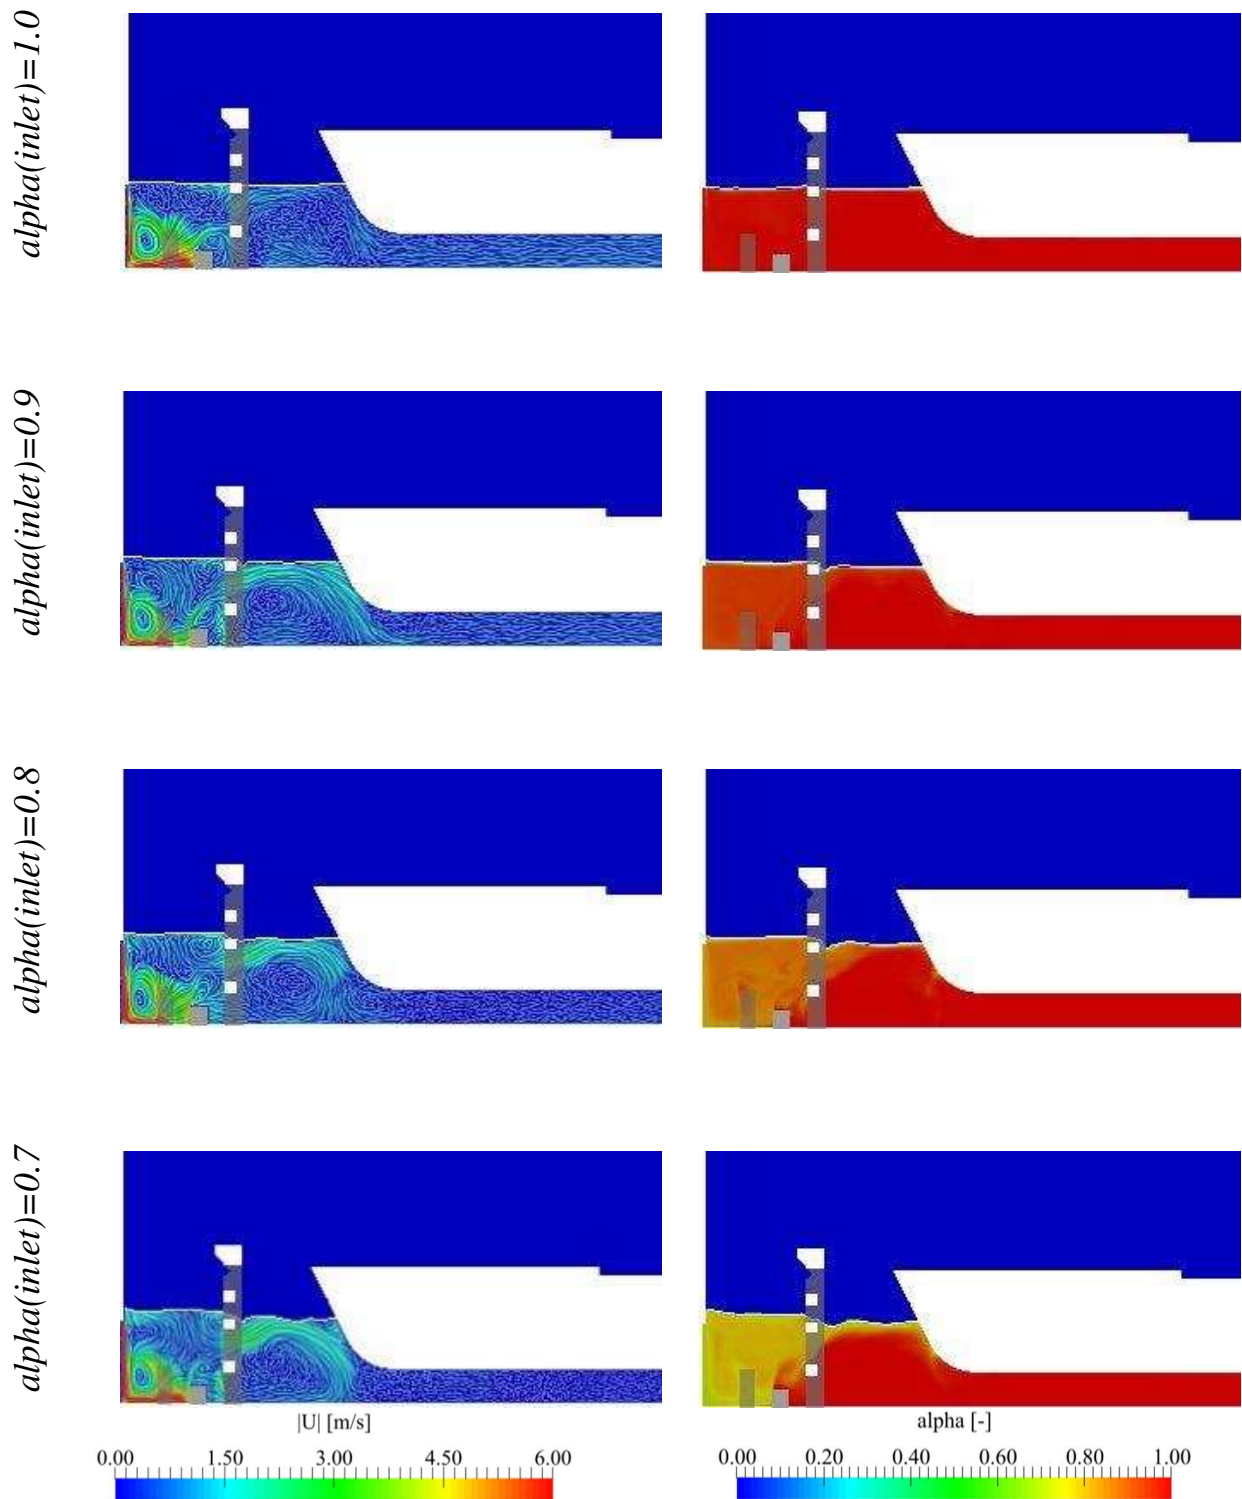 alpha(inlet)=1.0
alpha(inlet)=0.9
alpha(inlet)=0.8
alpha(inlet)=0.7
|U| [m/s]
0.00 1.50 3.00 4.50 6.00
alpha [-]
0.00 0.20 0.40 0.60 0.80 1.00